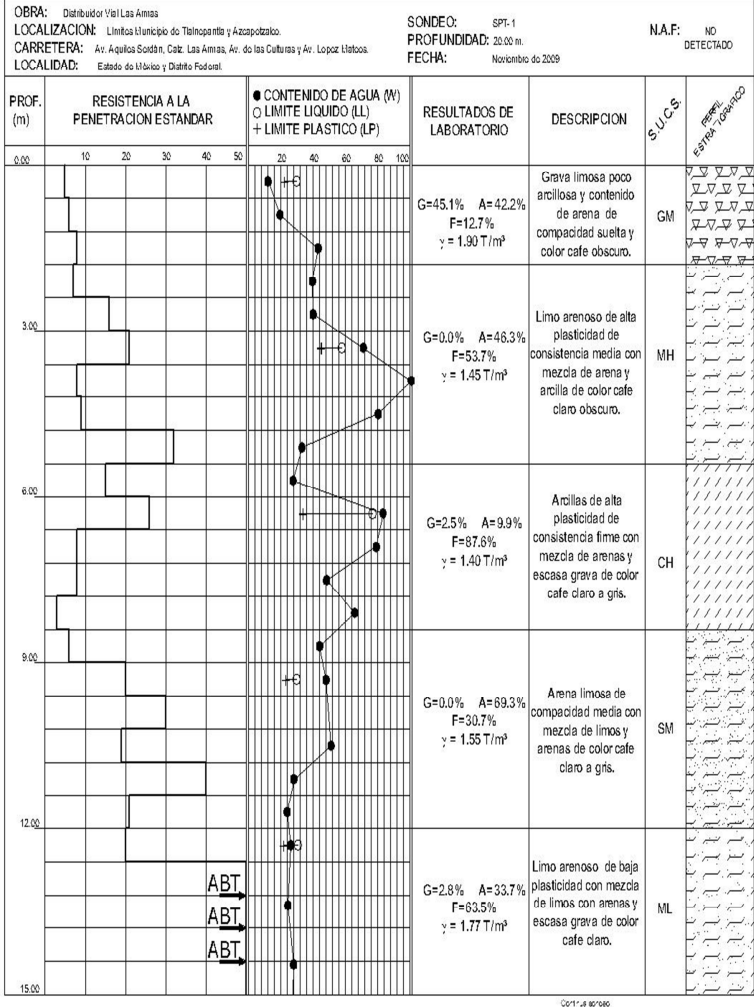 OBRA: Distribuidor Vial Las Armas
LOCALIZACION: Límites Municipio de Tlalnepantla y Azcapotzalco.
CARRETERA: Av. Aquiles Serdán, Calz. Las Armas, Av. de las Culturas y Av. Lopez Mateos.
LOCALIDAD: Estado de México y Distrito Federal.
SONDEO: SPT-1
PROFUNDIDAD: 20.00 m.
FECHA: Noviembre de 2009
N.A.F: NO DETECTADO
PROF. (m)
RESISTENCIA A LA
PENETRACION ESTANDAR
CONTENIDO DE AGUA (W)
LIMITE LIQUIDO (LL)
LIMITE PLASTICO (LP)
RESULTADOS DE
LABORATORIO
DESCRIPCION
S.U.C.S.
PERFIL
ESTRATIGRAFICO
0.00
10 20 30 40 50
20 40 60 80 100
G=45.1% A=42.2%
F=12.7%
γ = 1.90 T/m³
Grava limosa poco
arcillosa y contenido
de arena de
compacidad suelta y
color cafe obscuro.
GM
3.00
G=0.0% A=46.3%
F=53.7%
γ = 1.45 T/m³
Limo arenoso de alta
plasticidad de
consistencia media con
mezcla de arena y
arcilla de color cafe
claro obscuro.
MH
6.00
G=2.5% A=9.9%
F=87.6%
γ = 1.40 T/m³
Arcillas de alta
plasticidad de
consistencia firme con
mezcla de arenas y
escasa grava de color
cafe claro a gris.
CH
9.00
G=0.0% A=69.3%
F=30.7%
γ = 1.55 T/m³
Arena limosa de
compacidad media con
mezcla de limos y
arenas de color cafe
claro a gris.
SM
12.00
G=2.8% A=33.7%
F=63.5%
γ = 1.77 T/m³
Limo arenoso de baja
plasticidad con mezcla
de limos con arenas y
escasa grava de color
cafe claro.
ML
ABT
ABT
ABT
15.00
Continua sondeo